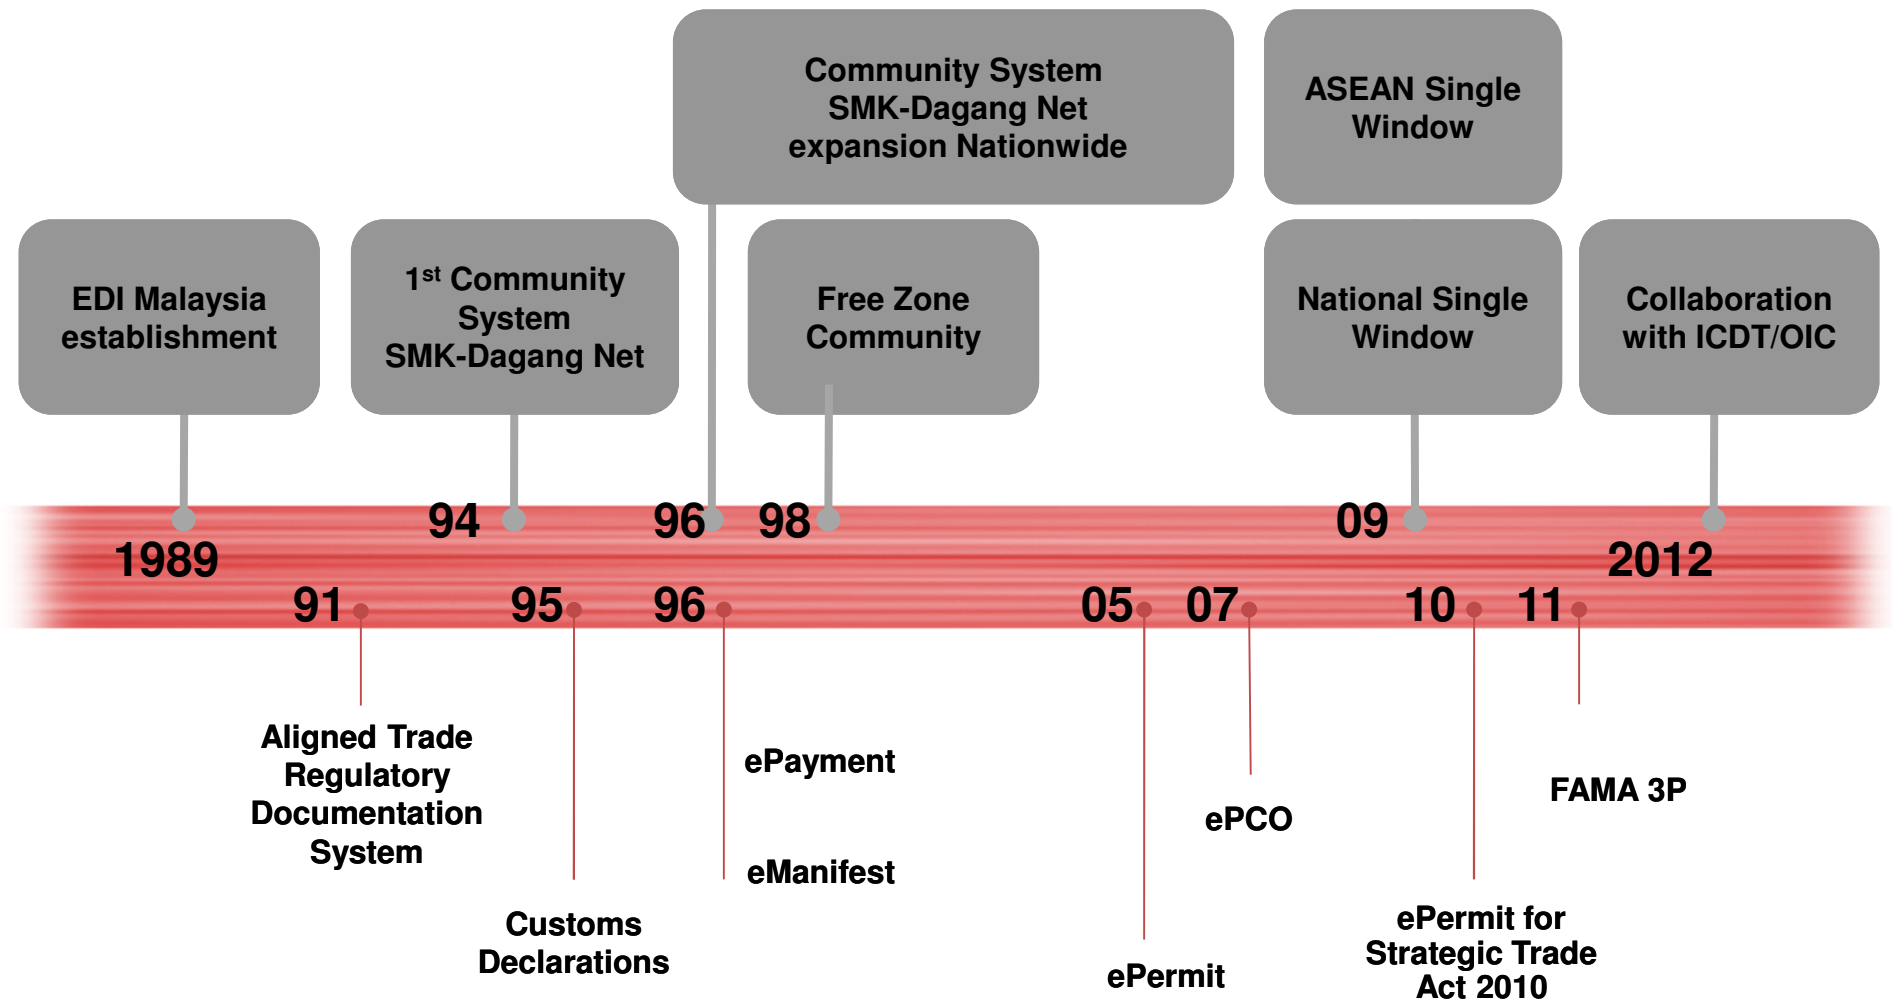 Community System
SMK-Dagang Net
expansion Nationwide
ASEAN Single
Window
EDI Malaysia
establishment
1st Community
System
SMK-Dagang Net
Free Zone
Community
National Single
Window
Collaboration
with ICDT/OIC
94
96
98
09
1989
2012
91
95
96
05
07
10
11
Aligned Trade
Regulatory
Documentation
System
ePayment
eManifest
Customs
Declarations
ePermit
ePCO
ePermit for
Strategic Trade
Act 2010
FAMA 3P